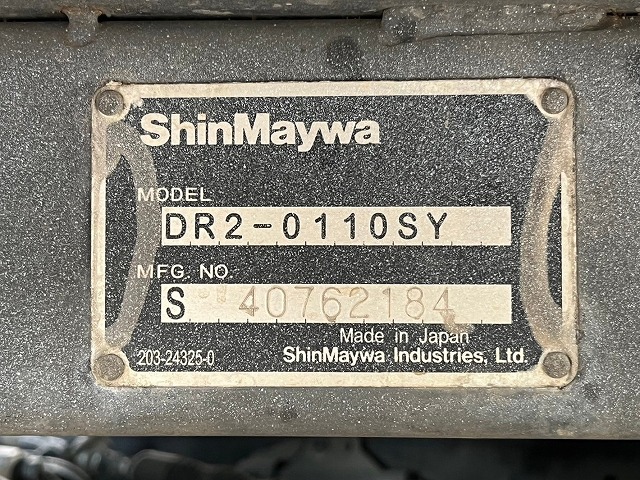 ShinMaywa
MODEL
DR2-0110SY
MFG NO
S 40762184
Made in Japan
203-24325-0 ShinMaywa Industries, Ltd.